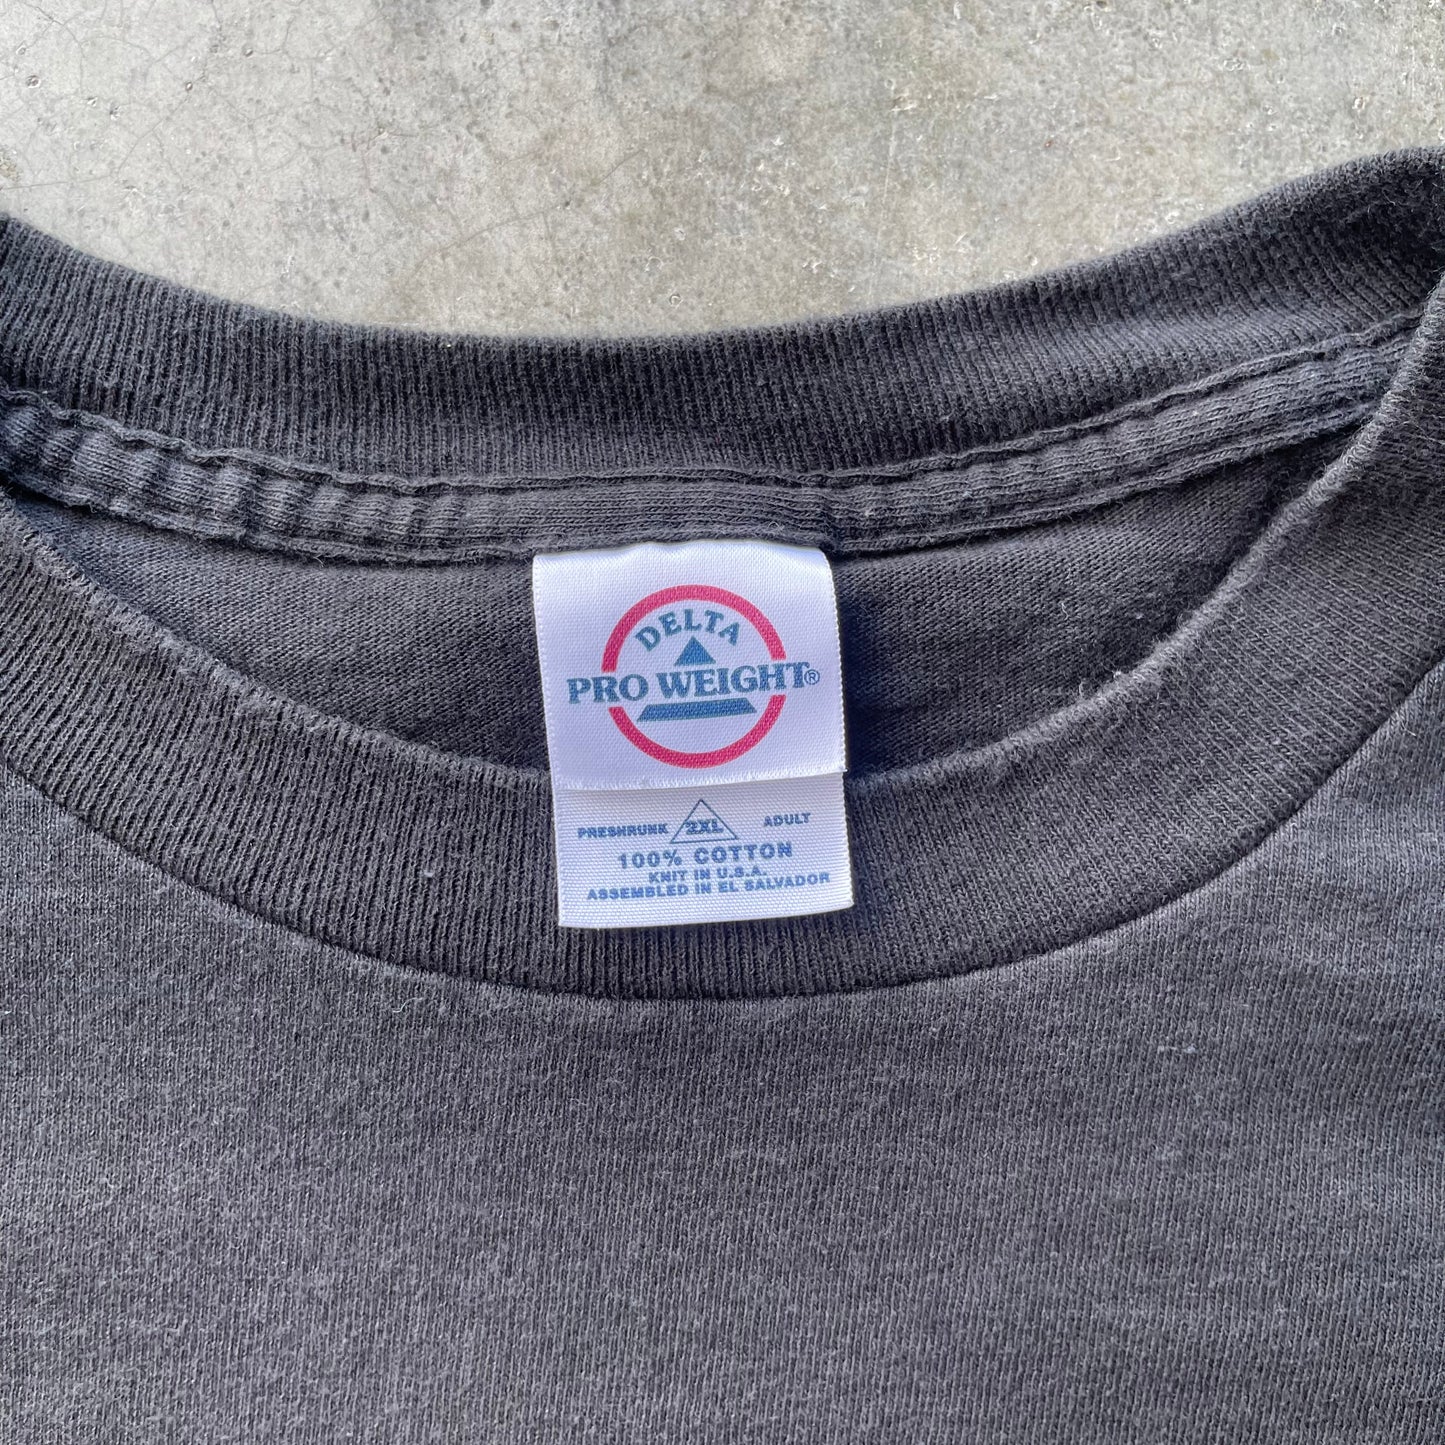 DELTA
PRO WEIGHT®
PRESHRUNK 2XL ADULT
100% COTTON
KNIT IN U.S.A.
ASSEMBLED IN EL SALVADOR